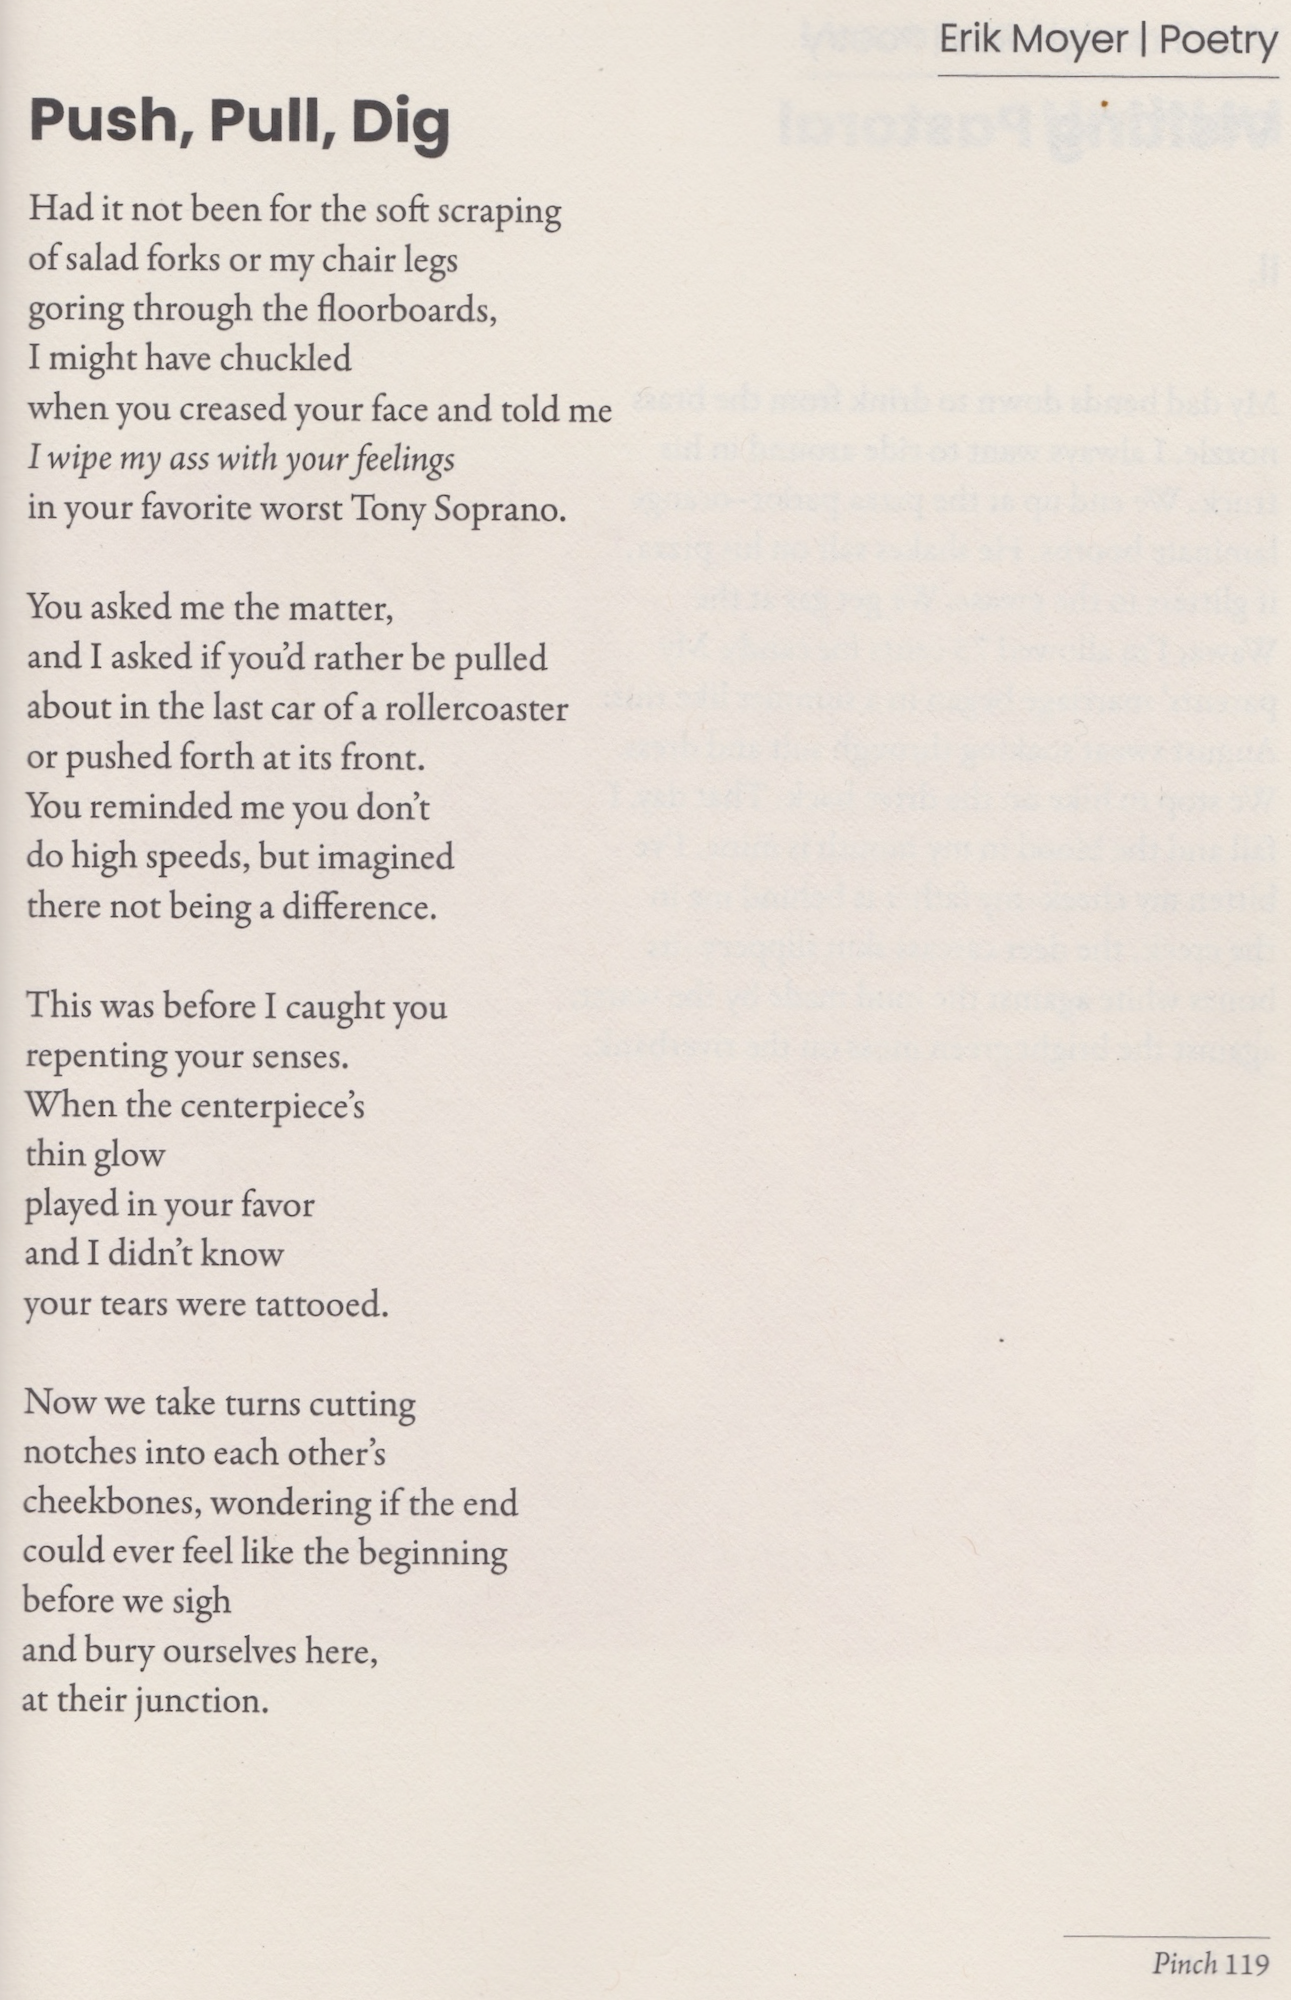 Erik Moyer | Poetry
Push, Pull, Dig
Had it not been for the soft scraping
of salad forks or my chair legs
goring through the floorboards,
I might have chuckled
when you creased your face and told me
I wipe my ass with your feelings
in your favorite worst Tony Soprano.
You asked me the matter,
and I asked if you'd rather be pulled
about in the last car of a rollercoaster
or pushed forth at its front.
You reminded me you don't
do high speeds, but imagined
there not being a difference.
This was before I caught you
repenting your senses.
When the centerpiece's
thin glow
played in your favor
and I didn't know
your tears were tattooed.
Now we take turns cutting
notches into each other's
cheekbones, wondering if the end
could ever feel like the beginning
before we sigh
and bury ourselves here,
at their junction.
Pinch 119